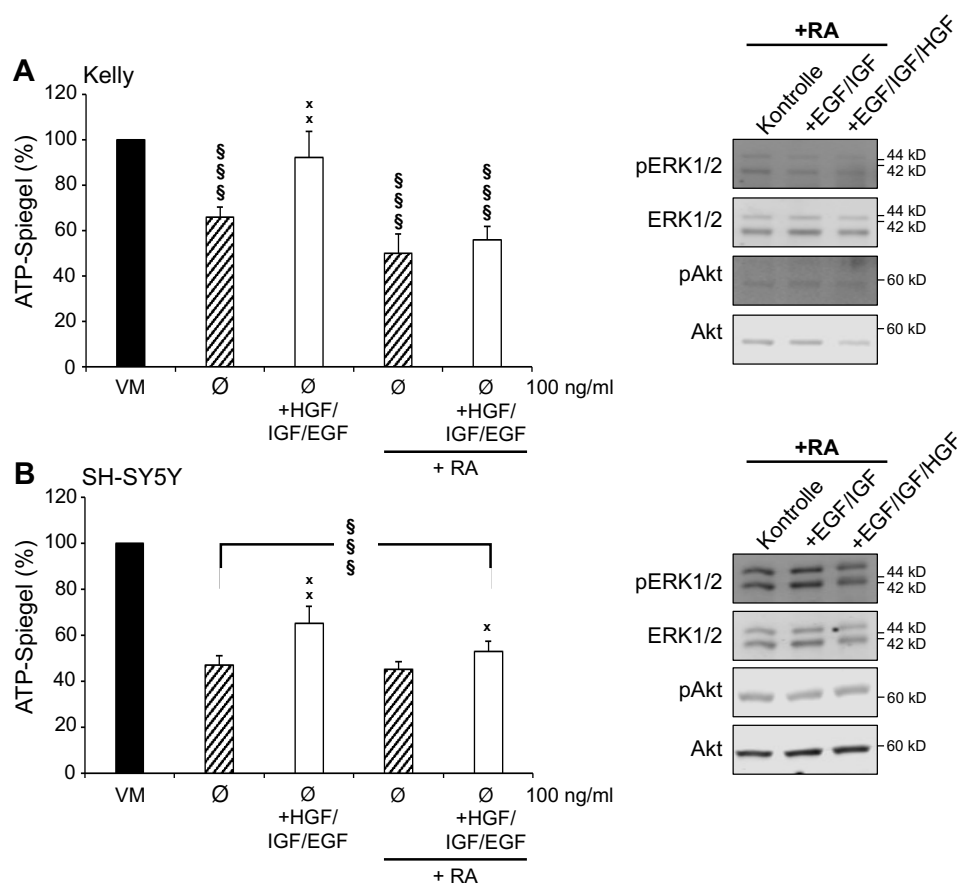 A
Kelly
ATP-Spiegel (%)
120
100
80
60
40
20
0
§
§
§
x
x
§
§
§
§
§
§
VM
Ø
Ø
Ø
Ø
100 ng/ml
+HGF/
IGF/EGF
+HGF/
IGF/EGF
+ RA
+RA
Kontrolle
+EGF/IGF
+EGF/IGF/HGF
pERK1/2
44 kD
42 kD
ERK1/2
44 kD
42 kD
pAkt
60 kD
Akt
60 kD
B
SH-SY5Y
ATP-Spiegel (%)
120
100
80
60
40
20
0
§
§
§
x
x
x
VM
Ø
Ø
Ø
Ø
100 ng/ml
+HGF/
IGF/EGF
+HGF/
IGF/EGF
+ RA
+RA
Kontrolle
+EGF/IGF
+EGF/IGF/HGF
pERK1/2
44 kD
42 kD
ERK1/2
44 kD
42 kD
pAkt
60 kD
Akt
60 kD